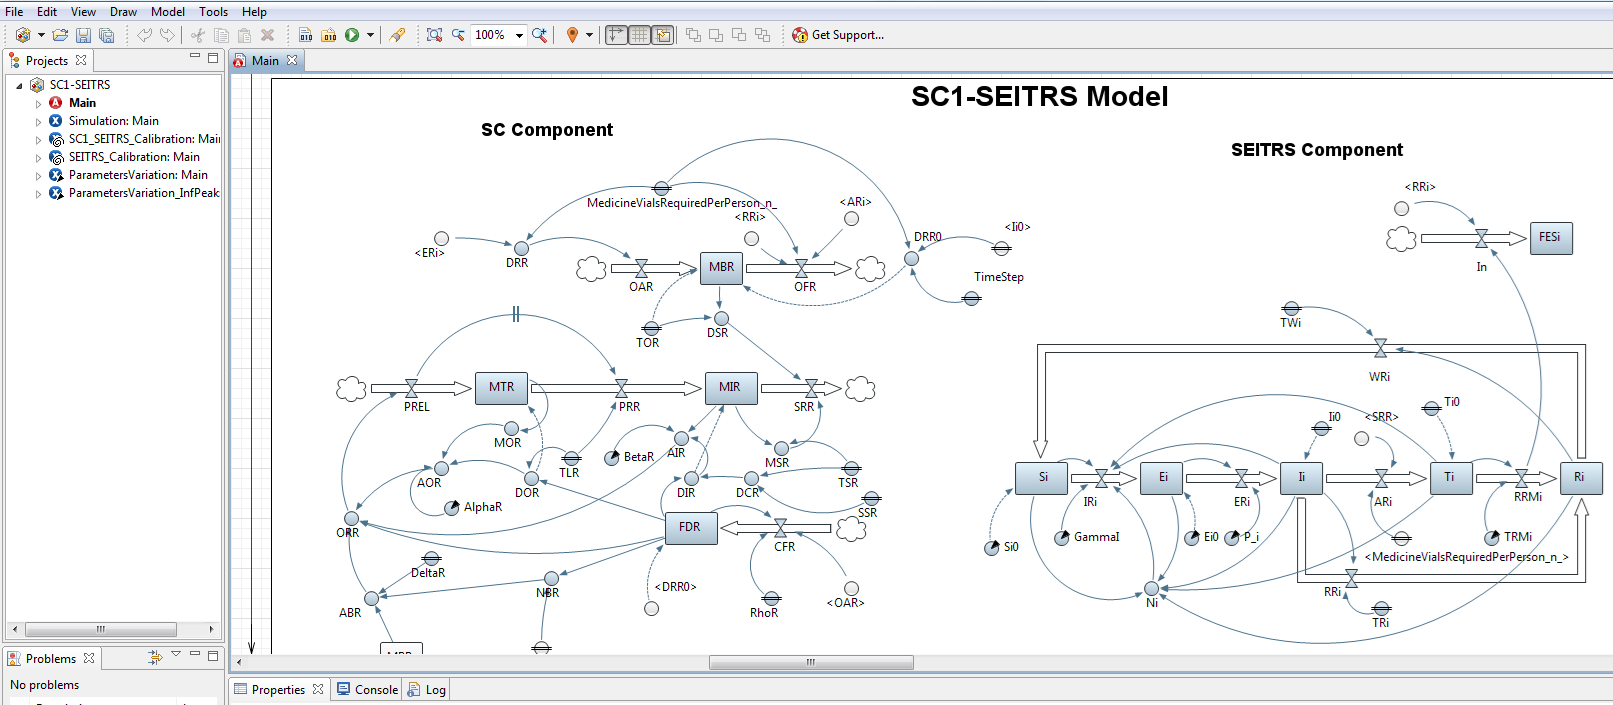 File Edit View Draw Model Tools Help
100% Get Support...
Projects
Main
SC1-SEITRS
Main
Simulation: Main
SC1_SEITRS_Calibration: Mai
SEITRS_Calibration: Main
ParametersVariation: Main
ParametersVariation_InfPeak
Problems
No problems
SC1-SEITRS Model
SC Component
MedicineVialsRequiredPerPerson_n_
<RRi>
<ARi>
<ERi>
DRR
DRR0
<Ii0>
TimeStep
OAR
MBR
OFR
TOR
DSR
PREL
MTR
PRR
MIR
SRR
MOR
BetaR
AIR
MSR
TLR
AOR
DOR
DIR
DCR
TSR
AlphaR
SSR
ORR
FDR
CFR
DeltaR
NBR
<DRR0>
RhoR
<OAR>
ABR
SEITRS Component
<RRi>
FESi
In
TWi
WRi
Ii0
<SRR>
Ti0
Si
IRi
Ei
ERi
Ii
ARi
Ti
RRMi
Ri
Si0
GammaI
Ei0
P_i
TRMi
<MedicineVialsRequiredPerPerson_n_>
Ni
RRi
TRi
Properties Console Log